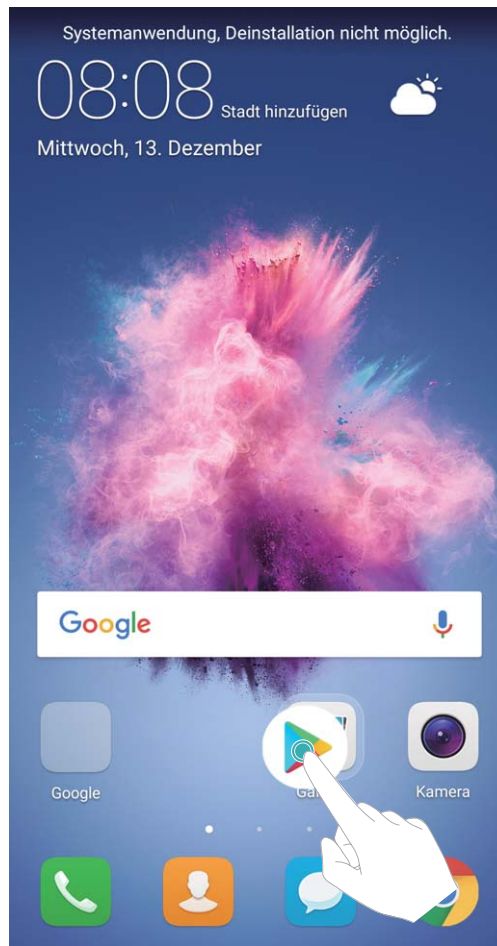 Systemanwendung, Deinstallation nicht möglich.
08:08 Stadt hinzufügen
Mittwoch, 13. Dezember
Google
Google
Kamera